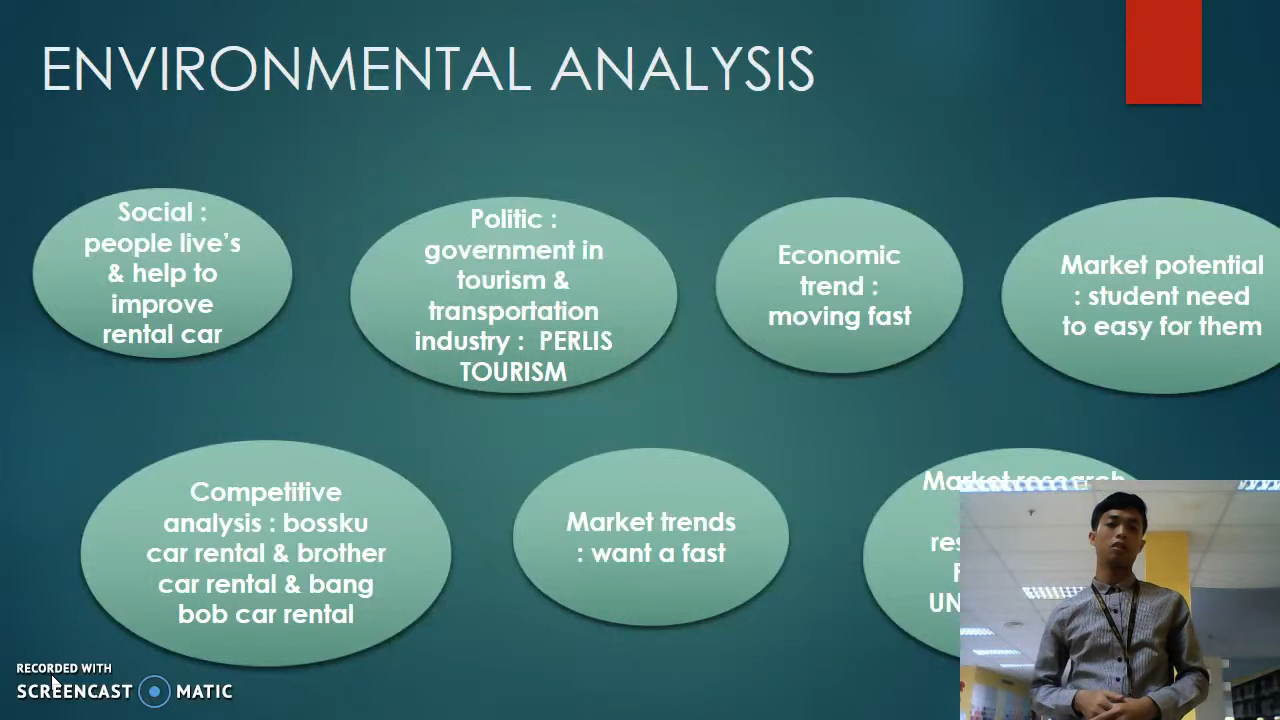 ENVIRONMENTAL ANALYSIS
Social :
people live’s
& help to
improve
rental car
Politic :
government in
tourism &
transportation
industry : PERLIS
TOURISM
Economic
trend :
moving fast
Market potential
: student need
to easy for them
Competitive
analysis : bossku
car rental & brother
car rental & bang
bob car rental
Market trends
: want a fast
Market research
RECORDED WITH
SCREENCAST MATIC